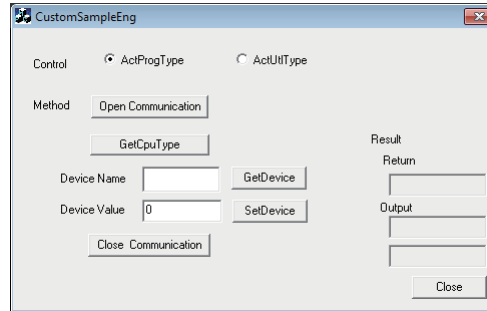 CustomSampleEng
Control ActProgType ActUtlType
Method Open Communication
GetCpuType Result
Return
Device Name GetDevice
Device Value 0 SetDevice Output
Close Communication
Close